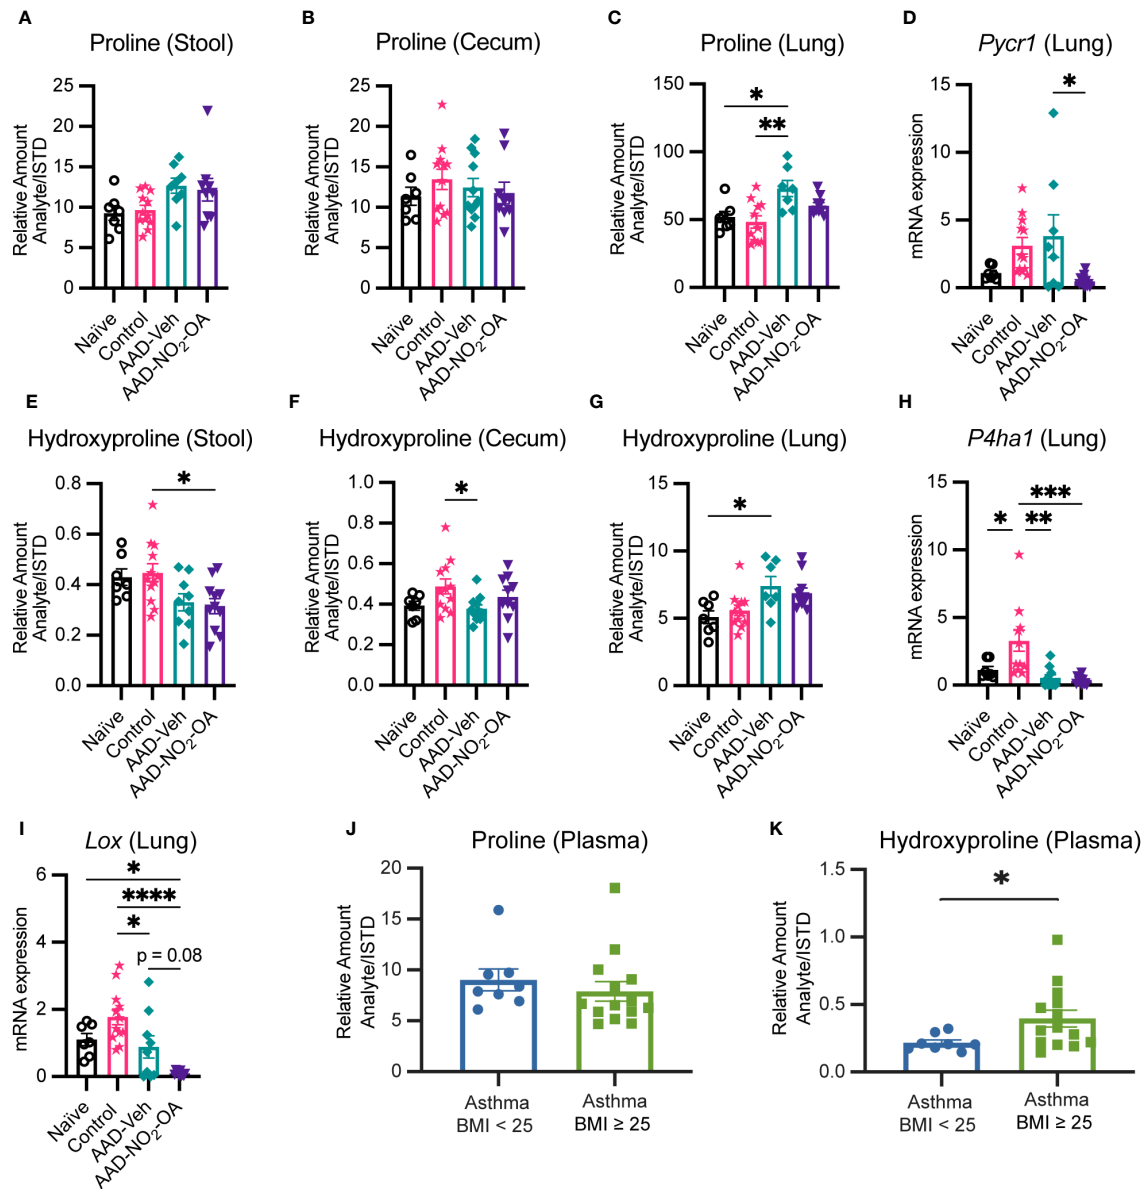 A
Proline (Stool)
Relative Amount
Analyte/ISTD
25
20
15
10
5
0
Naïve
Control
AAD-Veh
AAD-NO2-OA
B
Proline (Cecum)
Relative Amount
Analyte/ISTD
25
20
15
10
5
0
Naïve
Control
AAD-Veh
AAD-NO2-OA
C
Proline (Lung)
Relative Amount
Analyte/ISTD
150
100
50
0
*
**
Naïve
Control
AAD-Veh
AAD-NO2-OA
D
Pycr1 (Lung)
mRNA expression
15
10
5
0
*
Naïve
Control
AAD-Veh
AAD-NO2-OA
E
Hydroxyproline (Stool)
Relative Amount
Analyte/ISTD
0.8
0.6
0.4
0.2
0.0
*
Naïve
Control
AAD-Veh
AAD-NO2-OA
F
Hydroxyproline (Cecum)
Relative Amount
Analyte/ISTD
1.0
0.8
0.6
0.4
0.2
0.0
*
Naïve
Control
AAD-Veh
AAD-NO2-OA
G
Hydroxyproline (Lung)
Relative Amount
Analyte/ISTD
15
10
5
0
*
Naïve
Control
AAD-Veh
AAD-NO2-OA
H
P4ha1 (Lung)
mRNA expression
15
10
5
0
***
* **
Naïve
Control
AAD-Veh
AAD-NO2-OA
I
Lox (Lung)
mRNA expression
6
4
2
0
*
****
*
p = 0.08
Naïve
Control
AAD-Veh
AAD-NO2-OA
J
Proline (Plasma)
Relative Amount
Analyte/ISTD
20
15
10
5
0
Asthma
BMI < 25
Asthma
BMI ≥ 25
K
Hydroxyproline (Plasma)
Relative Amount
Analyte/ISTD
1.5
1.0
0.5
0.0
*
Asthma
BMI < 25
Asthma
BMI ≥ 25